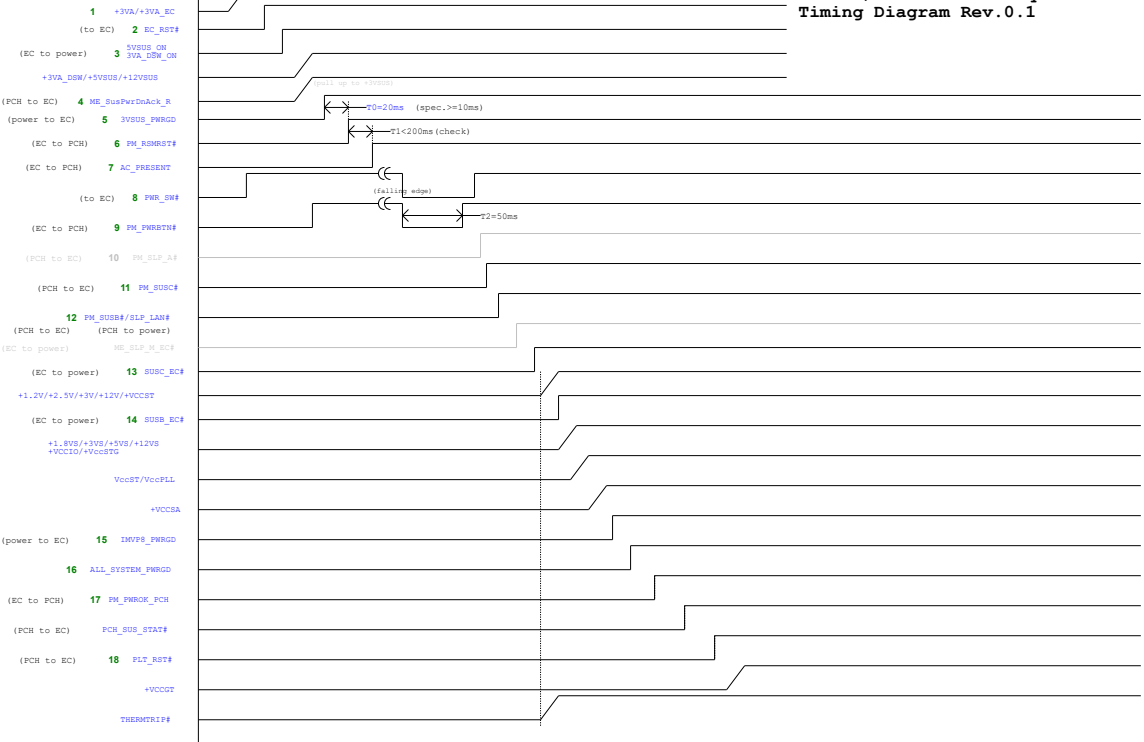 Timing Diagram Rev.0.1
1 +3VA/+3VA_EC
(to EC) 2 EC_RST#
(EC to power) 3 5VSUS_ON
3VA_DSW_ON
+3VA_DSW/+5VSUS/+12VSUS
(pull up to +3VSUS)
(PCH to EC) 4 ME_SusPwrDnAck_R
T0=20ms (spec.>=10ms)
(power to EC) 5 3VSUS_PWRGD
T1<200ms(check)
(EC to PCH) 6 PM_RSMRST#
(EC to PCH) 7 AC_PRESENT
(falling edge)
(to EC) 8 PWR_SW#
T2=50ms
(EC to PCH) 9 PM_PWRBTN#
(PCH to EC) 10 PM_SLP_A#
(PCH to EC) 11 PM_SUSC#
12 PM_SUSB#/SLP_LAN#
(PCH to EC) (PCH to power)
(EC to power) ME_SLP_M_EC#
(EC to power) 13 SUSC_EC#
+1.2V/+2.5V/+3V/+12V/+VCCST
(EC to power) 14 SUSB_EC#
+1.8VS/+3VS/+5VS/+12VS
+VCCIO/+VccSTG
VccST/VccPLL
+VCCSA
(power to EC) 15 IMVP8_PWRGD
16 ALL_SYSTEM_PWRGD
(EC to PCH) 17 PM_PWROK_PCH
(PCH to EC) PCH_SUS_STAT#
(PCH to EC) 18 PLT_RST#
+VCCGT
THERMTRIP#